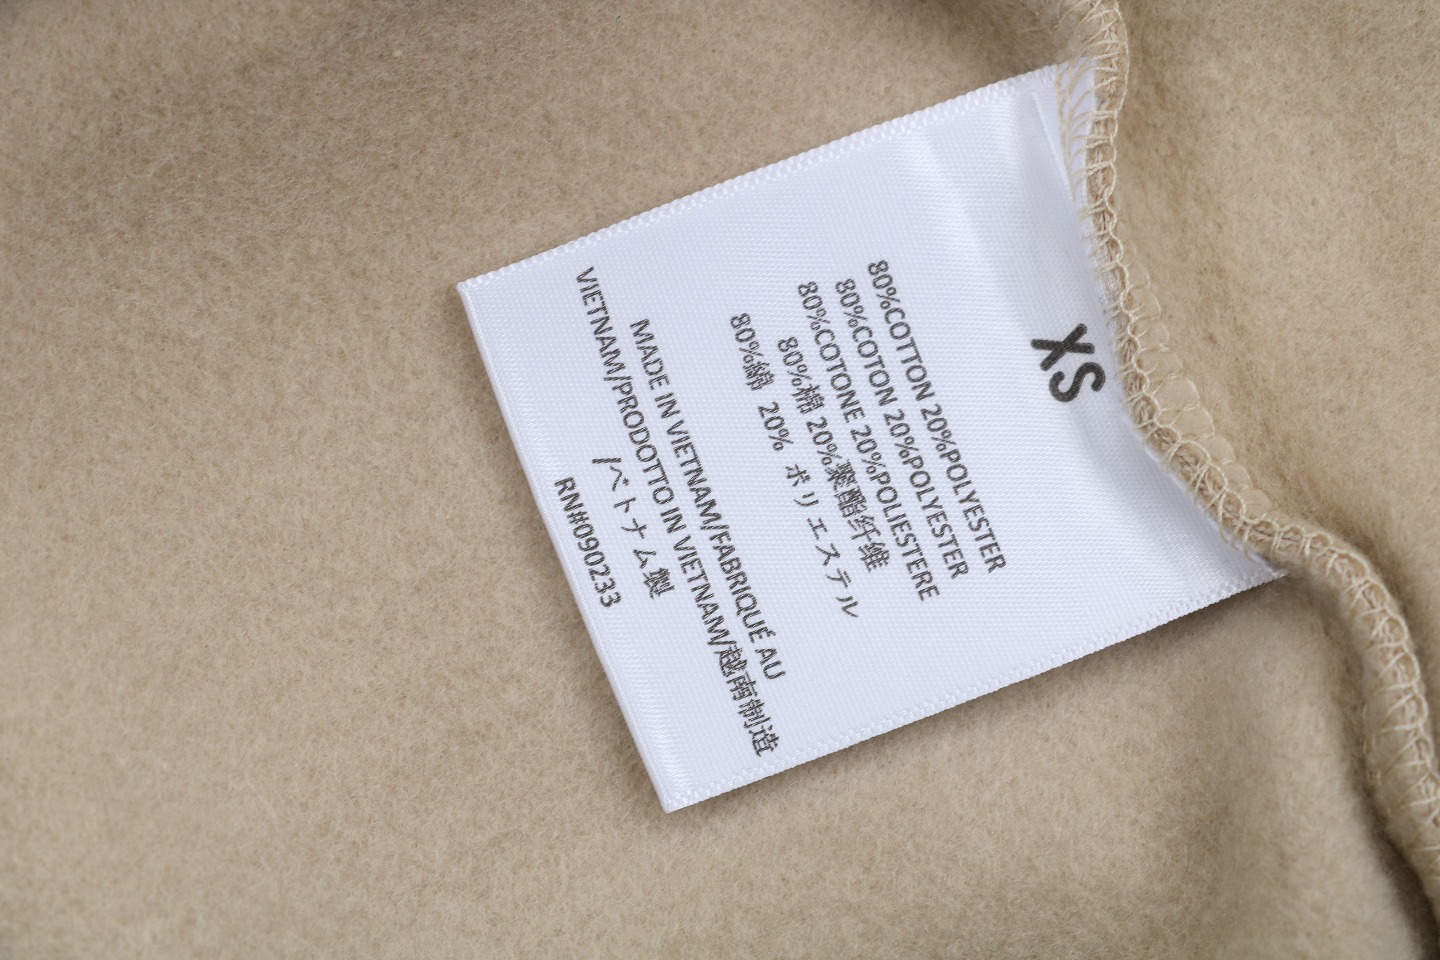 XS
80%COTTON 20%POLYESTER
80%COTON 20%POLYESTER
80%COTONE 20%POLIESTERE
80%棉 20%聚酯纤维
80%綿 20% ポリエステル
MADE IN VIETNAM/FABRIQUÉ AU
VIETNAM/PRODOTTO IN VIETNAM/越南制造
/ベトナム製
RN#090233